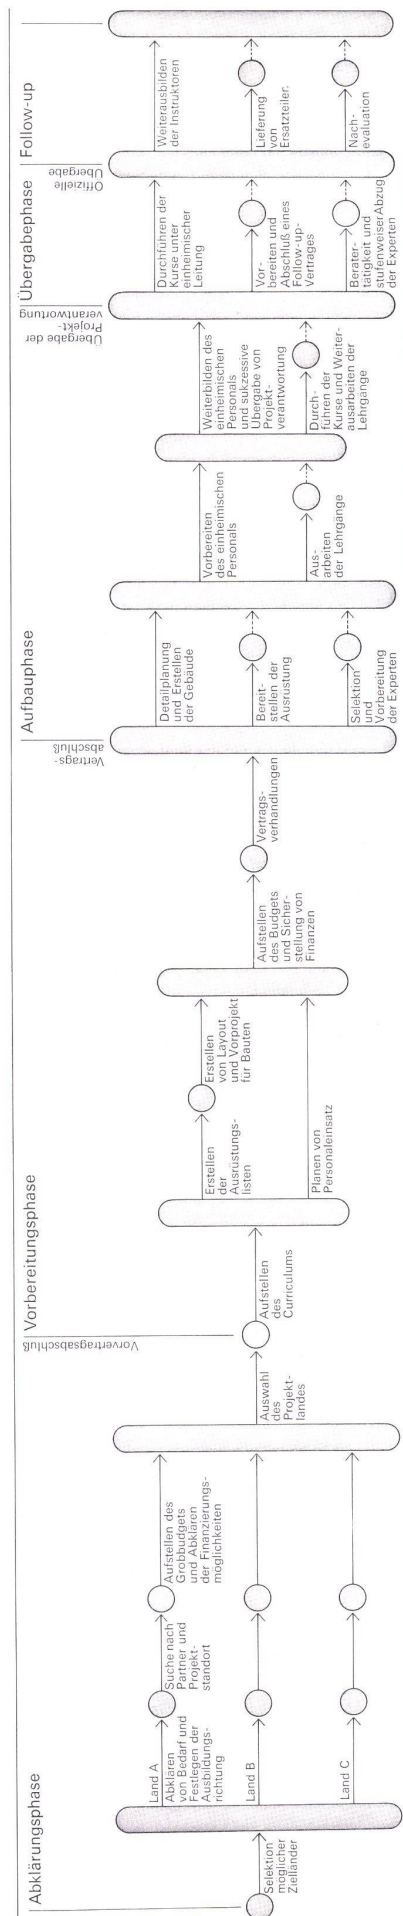 Abklärungsphase
Selektion
möglicher
Zielländer
Land A
Abklären
von Bedarf und
Festlegen der
Ausbildungs-
richtung
Suche nach
Partner und
Projekt-
standort
Aufstellen des
Grobbudgets
und Abklären
der Finanzierungs-
möglichkeiten
Land B
Land C
Auswahl
des
Projekt-
landes
Vorvertragsabschluß
Vorbereitungsphase
Aufstellen
des
Curriculums
Erstellen
der
Ausrüstungs-
listen
Erstellen
von Layout
und Vorprojekt
für Bauten
Planen von
Personaleinsatz
Aufstellen
des Budgets
und Sicher-
stellung von
Finanzen
Vertrags-
verhandlungen
Vertrags-
abschluß
Aufbauphase
Detailplanung
und Erstellen
der Gebäude
Bereit-
stellen der
Ausrüstung
Selektion
und
Vorbereitung
der Experten
Vorbereiten
des einheimischen
Personals
Aus-
arbeiten
der Lehrgänge
Weiterbilden des
einheimischen
Personals
und sukzessive
Übergabe von
Projekt-
verantwortung
Durch-
führen der
Kurse und Weiter-
ausarbeiten der
Lehrgänge
Übergabe der
Projekt-
verantwortung
Übergabephase
Durchführen der
Kurse unter
einheimischer
Leitung
Vor-
bereiten und
Abschluß eines
Follow-up-
Vertrages
Berater-
tätigkeit und
stufenweiser Abzug
der Experten
Offizielle
Übergabe
Follow-up
Weiterausbilden
der Instruktoren
Lieferung
von
Ersatzteilen
Nach-
evaluation